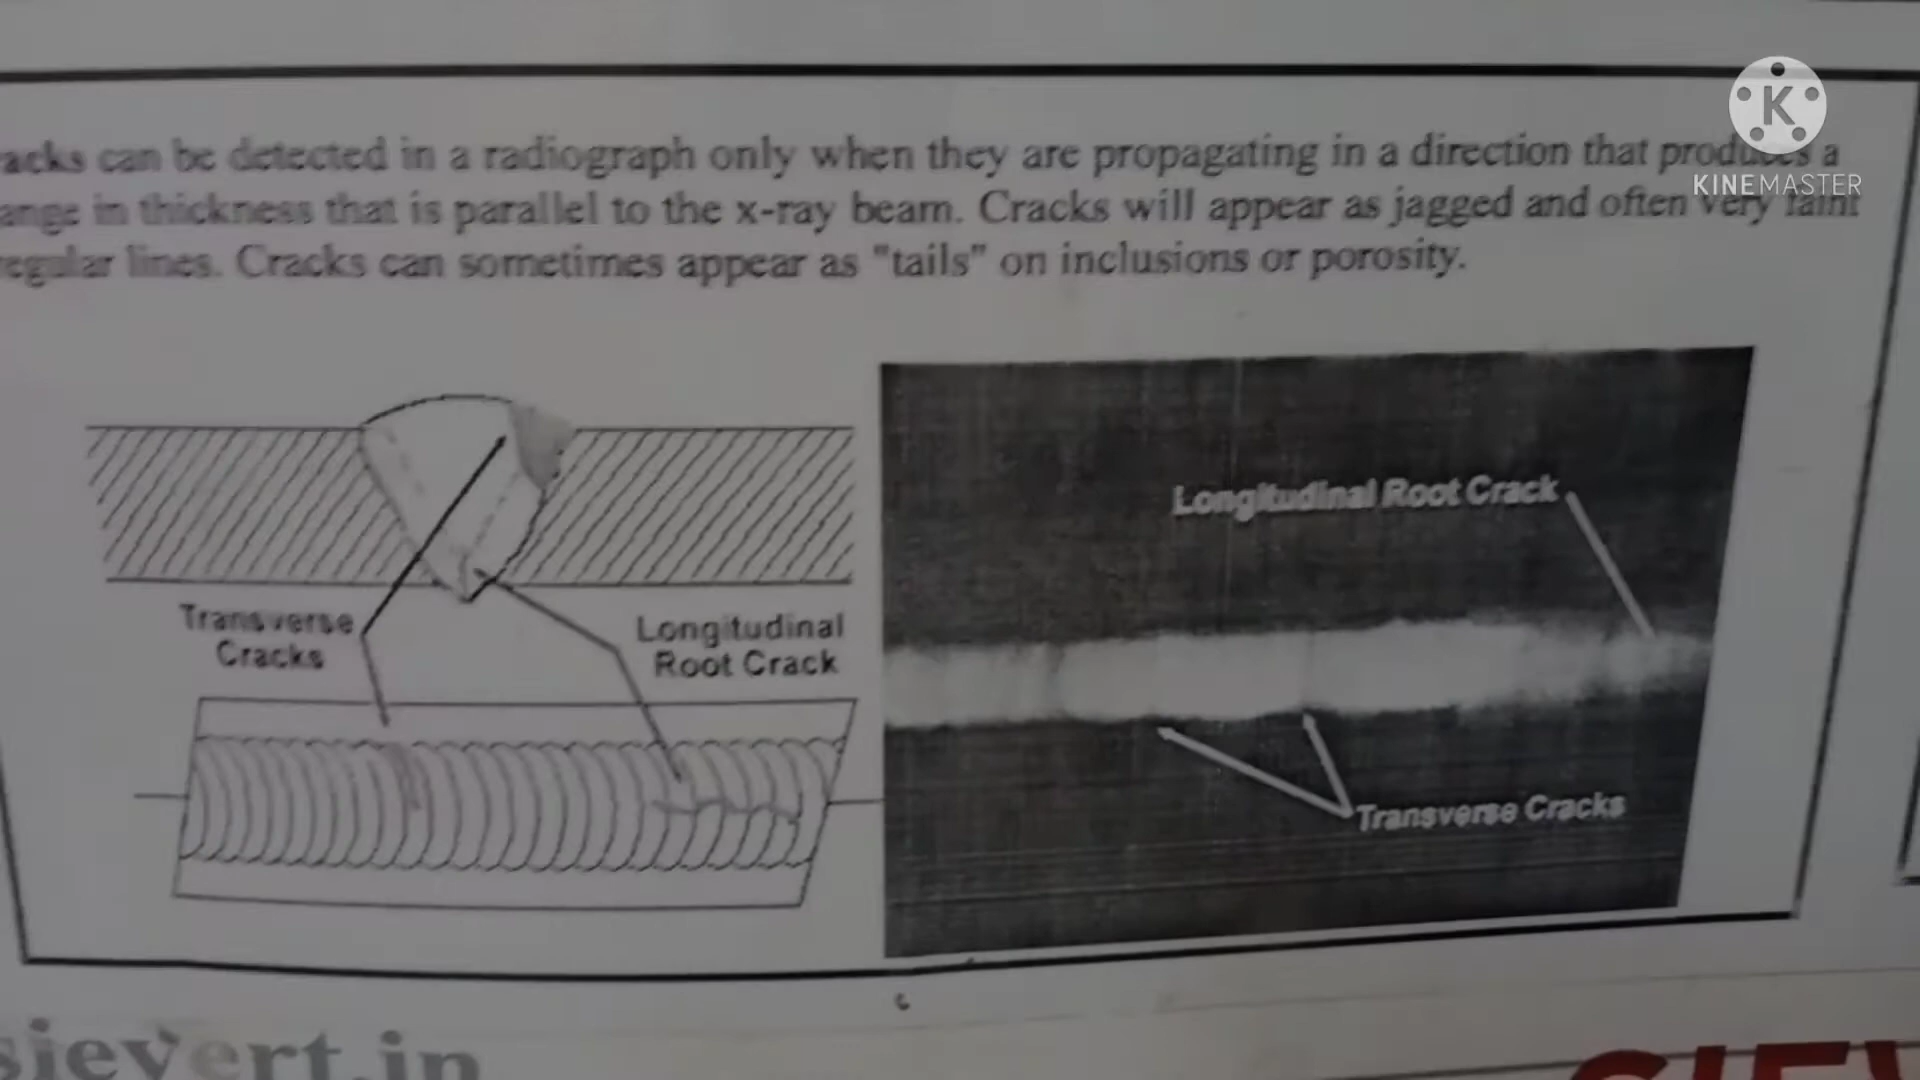 acks can be detected in a radiograph only when they are propagating in a direction that produces a
ange in thickness that is parallel to the x-ray beam. Cracks will appear as jagged and often very faint
egular lines. Cracks can sometimes appear as "tails" on inclusions or porosity.
Transverse
Cracks
Longitudinal
Root Crack
Longitudinal Root Crack
Transverse Cracks
sievert.in
SIEV
K
KINEMASTER